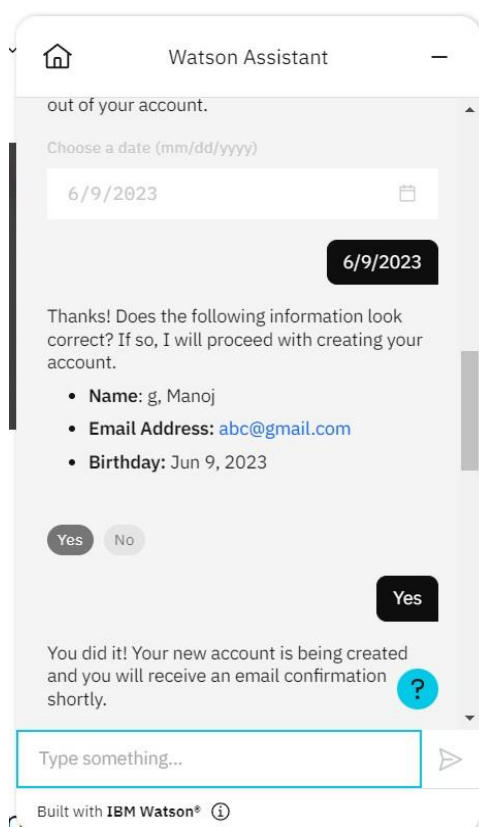 Watson Assistant
out of your account.
Choose a date (mm/dd/yyyy)
6/9/2023
6/9/2023
Thanks! Does the following information look
correct? If so, I will proceed with creating your
account.
• Name: g, Manoj
• Email Address: abc@gmail.com
• Birthday: Jun 9, 2023
Yes No
Yes
You did it! Your new account is being created
and you will receive an email confirmation
shortly.
?
Type something...
Built with IBM Watson®